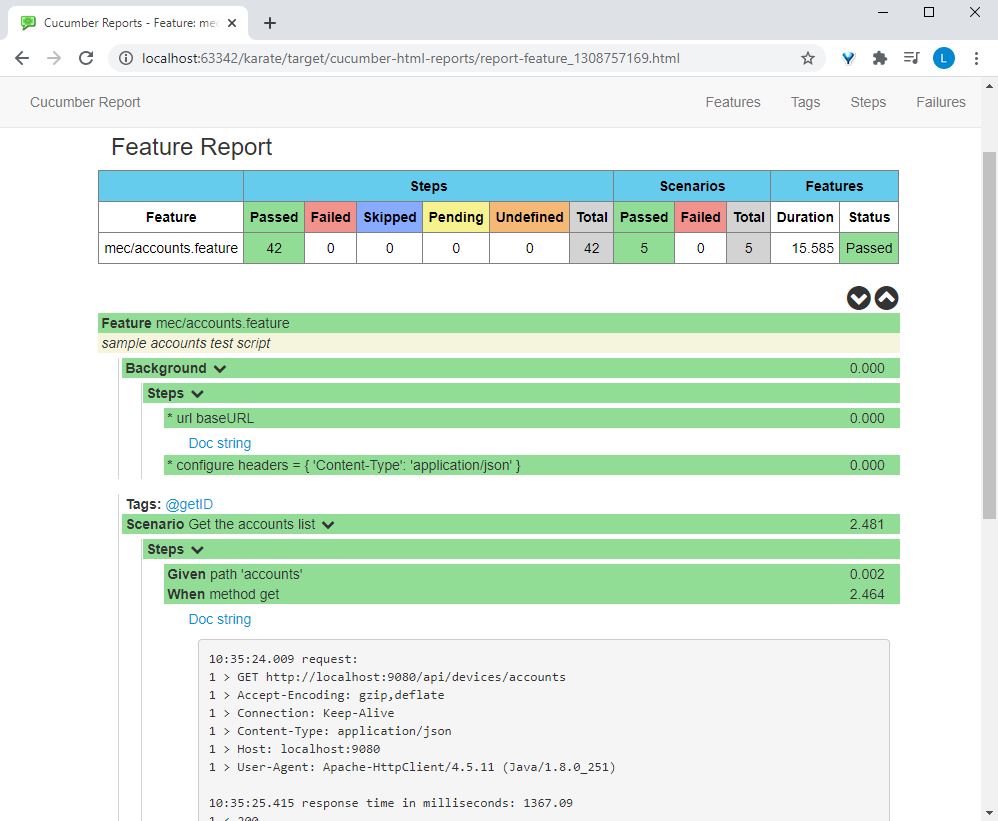 Cucumber Reports - Feature: mec
localhost:63342/karate/target/cucumber-html-reports/report-feature_1308757169.html
L
Cucumber Report Features Tags Steps Failures
Feature Report
Steps Scenarios Features
Feature Passed Failed Skipped Pending Undefined Total Passed Failed Total Duration Status
mec/accounts.feature 42 0 0 0 0 42 5 0 5 15.585 Passed
Feature mec/accounts.feature
sample accounts test script
Background 0.000
Steps
* url baseURL 0.000
Doc string
* configure headers = { 'Content-Type': 'application/json' } 0.000
Tags: @getID
Scenario Get the accounts list 2.481
Steps
Given path 'accounts' 0.002
When method get 2.464
Doc string
10:35:24.009 request:
1 > GET http://localhost:9080/api/devices/accounts
1 > Accept-Encoding: gzip,deflate
1 > Connection: Keep-Alive
1 > Content-Type: application/json
1 > Host: localhost:9080
1 > User-Agent: Apache-HttpClient/4.5.11 (Java/1.8.0_251)
10:35:25.415 response time in milliseconds: 1367.09
1 < 200